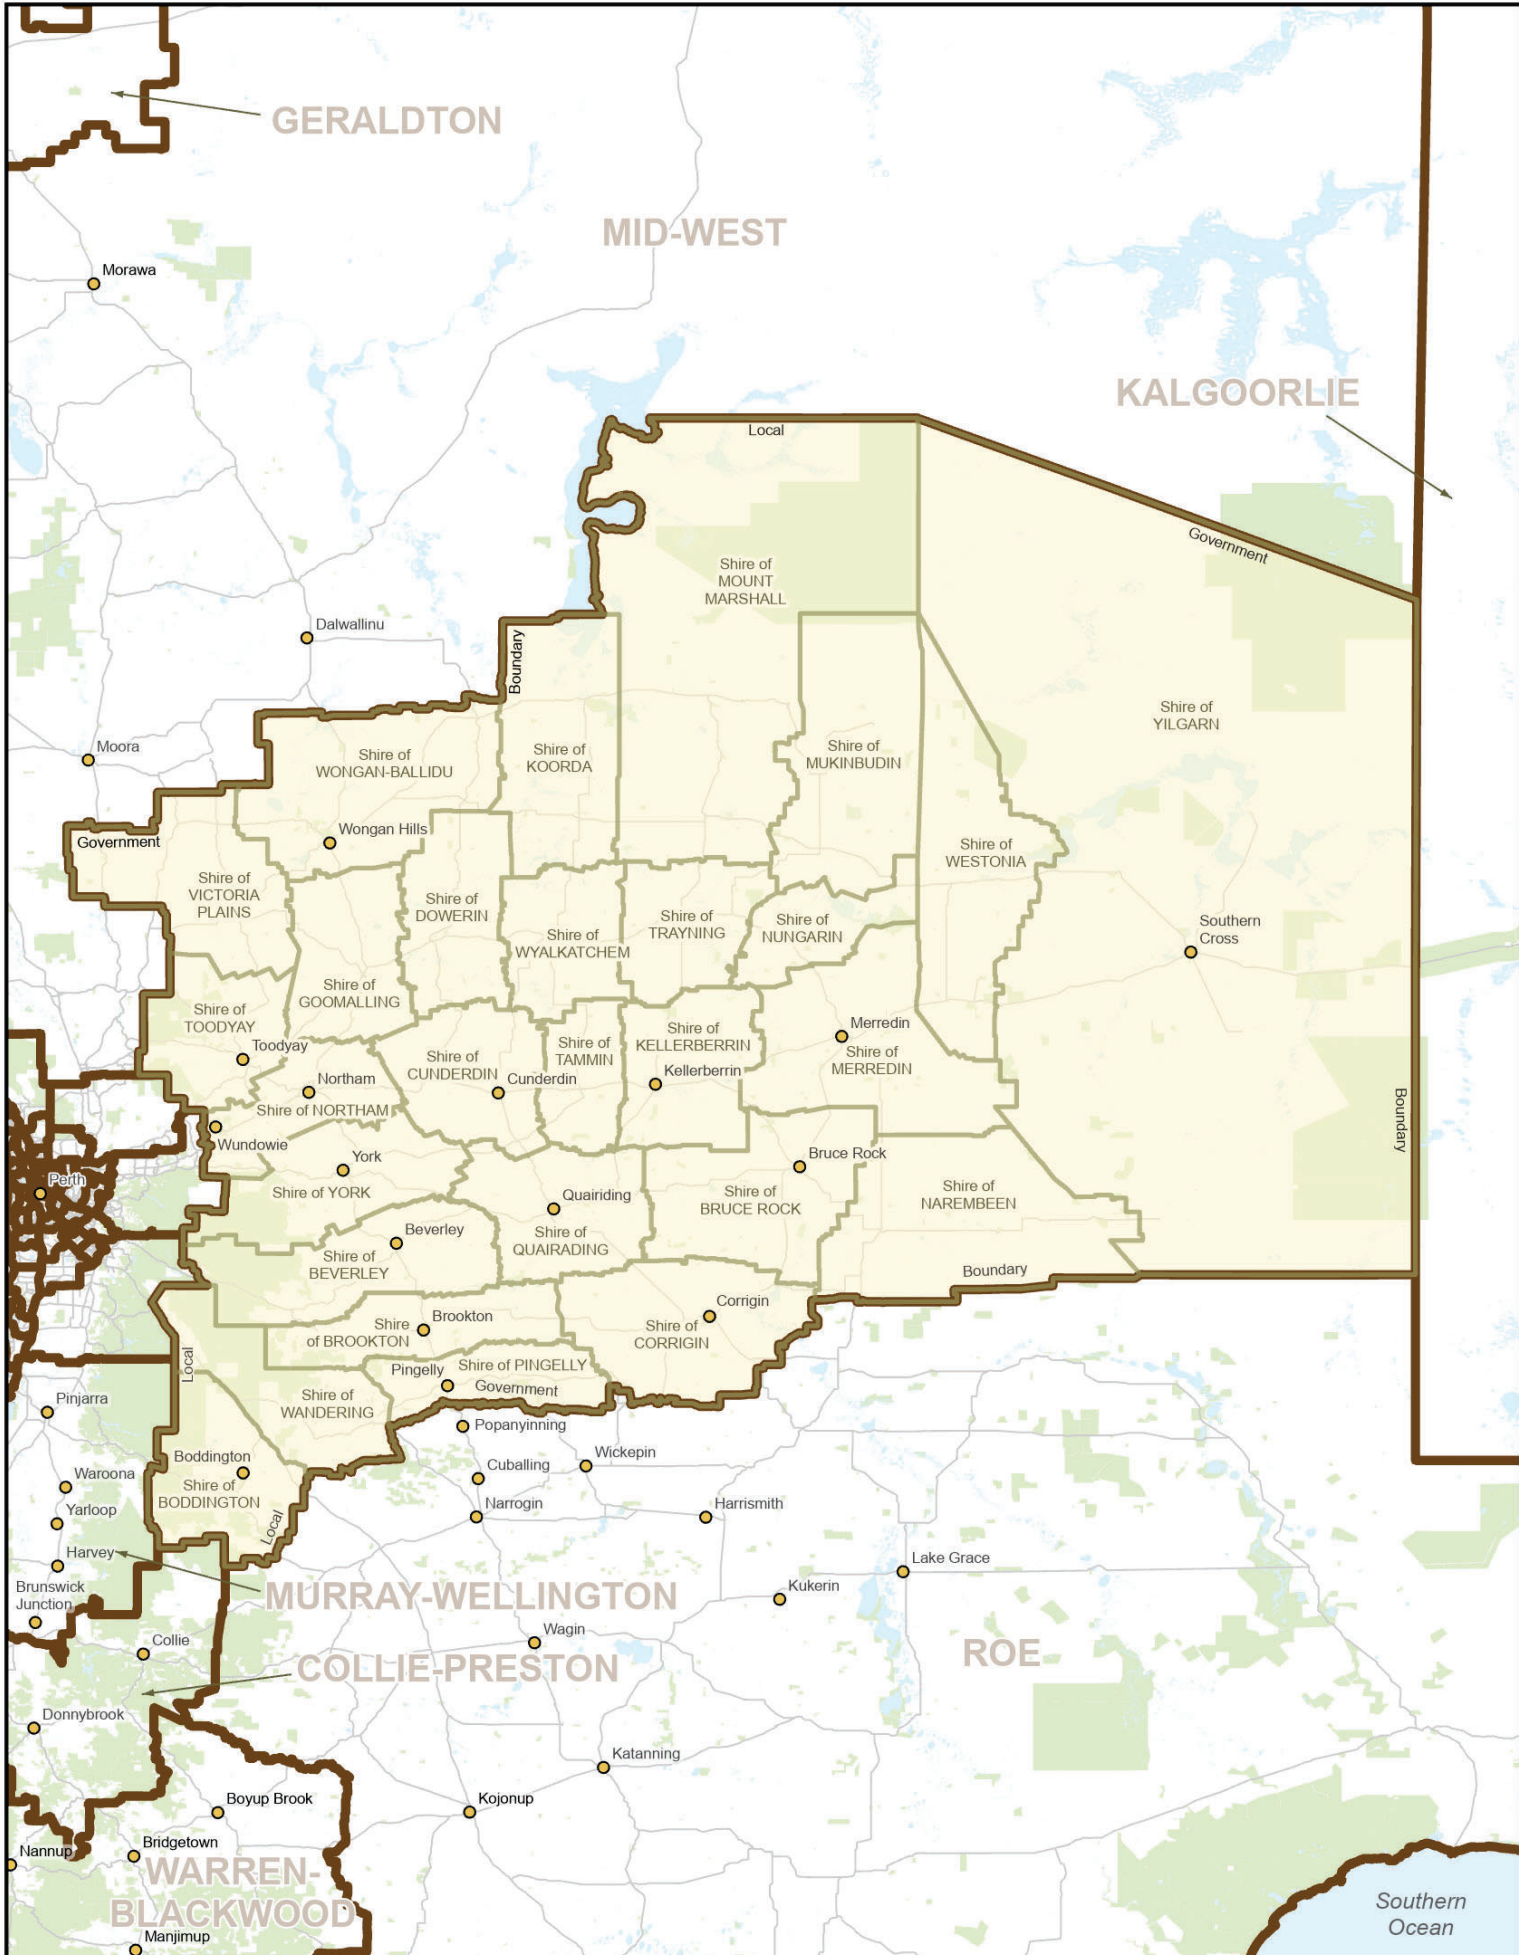 GERALDTON
MID-WEST
Morawa
KALGOORLIE
Local
Government
Shire of
MOUNT
MARSHALL
Dalwallinu
Boundary
Shire of
YILGARN
Moora
Shire of
WONGAN-BALLIDU
Shire of
KOORDA
Shire of
MUKINBUDIN
Wongan Hills
Government
Shire of
WESTONIA
Shire of
VICTORIA
PLAINS
Shire of
DOWERIN
Shire of
WYALKATCHEM
Shire of
TRAYNING
Shire of
NUNGARIN
Southern
Cross
Shire of
GOOMALLING
Shire of
TOODYAY
Toodyay
Shire of
CUNDERDIN
Shire of
TAMMIN
Shire of
KELLERBERRIN
Merredin
Shire of
MERREDIN
Northam
Shire of NORTHAM
Cunderdin
Kellerberrin
Boundary
Wundowie
York
Shire of YORK
Bruce Rock
Perth
Quairiding
Shire of
BRUCE ROCK
Shire of
NAREMBEEN
Beverley
Shire of
QUAIRADING
Shire of
BEVERLEY
Boundary
Brookton
Shire
of BROOKTON
Corrigin
Shire of
CORRIGIN
Local
Pingelly
Shire of PINGELLY
Government
Shire of
WANDERING
Pinjarra
Popanyinning
Boddington
Shire of
BODDINGTON
Wickepin
Cuballing
Waroona
Yarloop
Narrogin
Harrismith
Local
Harvey
Lake Grace
Brunswick
Junction
MURRAY-WELLINGTON
Kukerin
Collie
Wagin
ROE
COLLIE-PRESTON
Donnybrook
Katanning
Boyup Brook
Kojonup
Bridgetown
Nannup
WARREN-
BLACKWOOD
Manjimup
Southern
Ocean